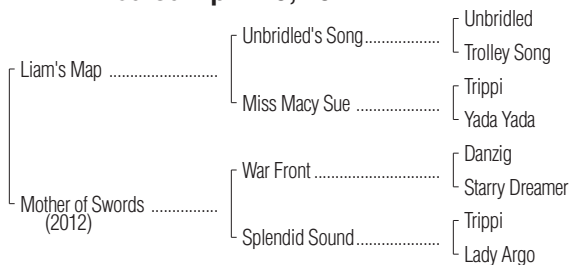 Unbridled
Unbridled's Song
Trolley Song
Liam's Map
Trippi
Miss Macy Sue
Yada Yada
Danzig
War Front
Starry Dreamer
Mother of Swords
(2012)
Trippi
Splendid Sound
Lady Argo